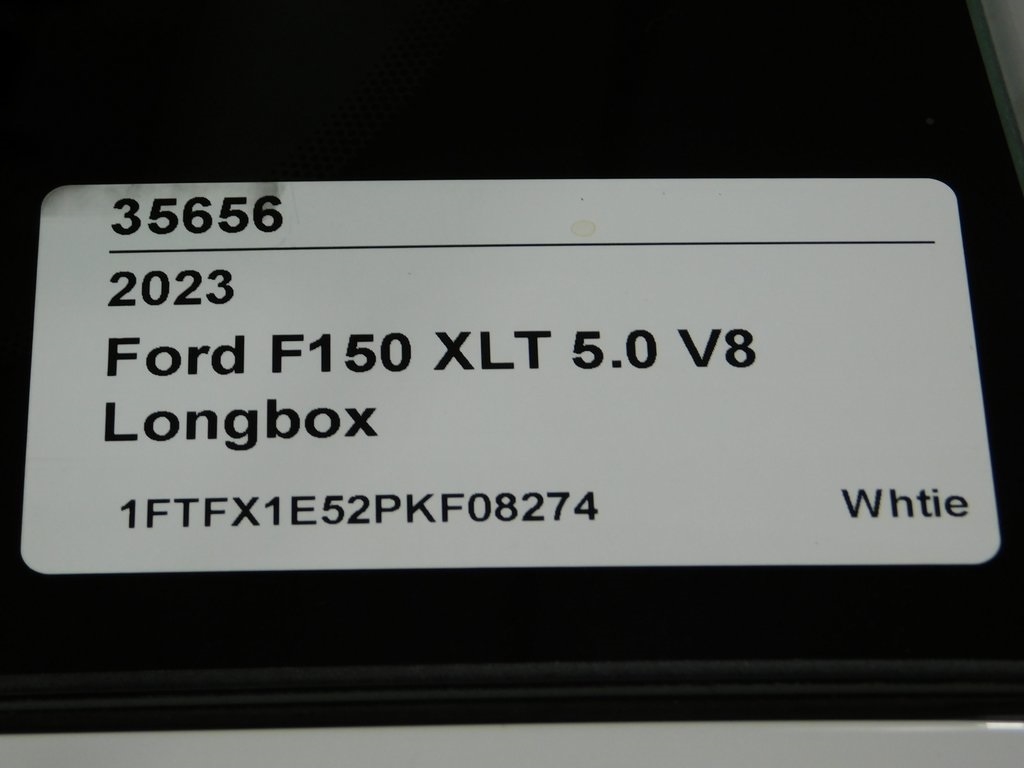 35656
2023
Ford F150 XLT 5.0 V8
Longbox
1FTFX1E52PKF08274 Whtie